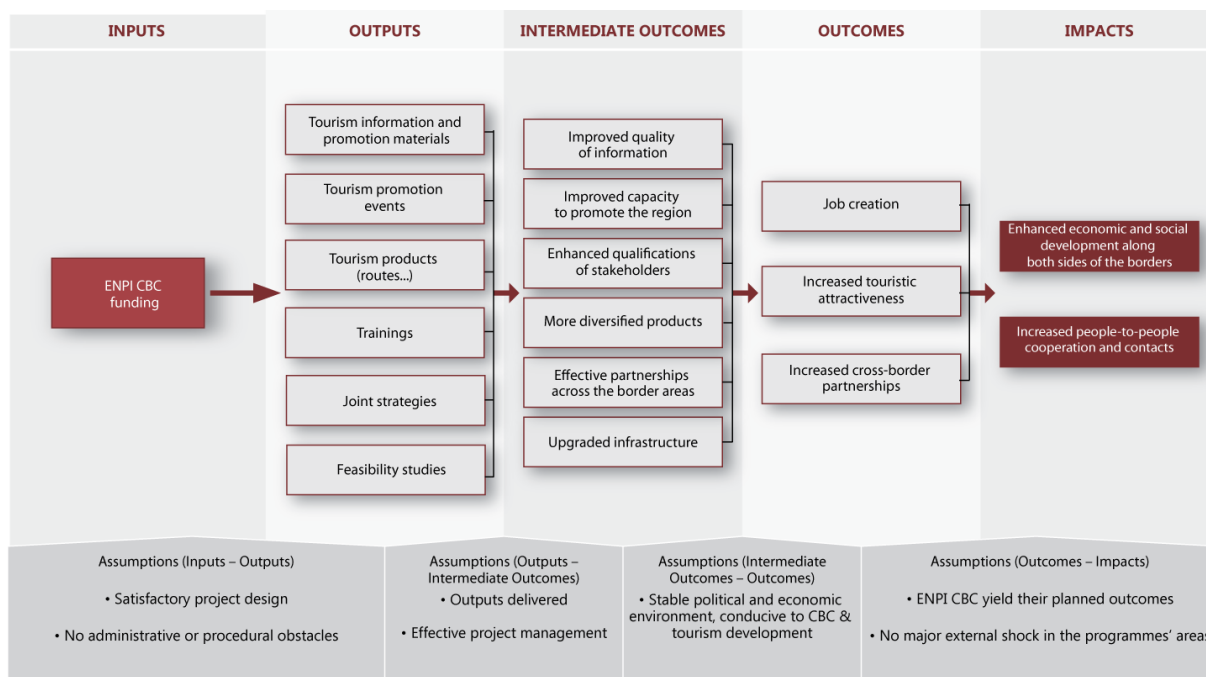 INPUTS
OUTPUTS
INTERMEDIATE OUTCOMES
OUTCOMES
IMPACTS
ENPI CBC
funding
Tourism information and
promotion materials
Tourism promotion
events
Tourism products
(routes...)
Trainings
Joint strategies
Feasibility studies
Improved quality
of information
Improved capacity
to promote the region
Enhanced qualifications
of stakeholders
More diversified products
Effective partnerships
across the border areas
Upgraded infrastructure
Job creation
Increased touristic
attractiveness
Increased cross-border
partnerships
Enhanced economic and social
development along
both sides of the borders
Increased people-to-people
cooperation and contacts
Assumptions (Inputs – Outputs)
• Satisfactory project design
• No administrative or procedural obstacles
Assumptions (Outputs –
Intermediate Outcomes)
• Outputs delivered
• Effective project management
Assumptions (Intermediate
Outcomes – Outcomes)
• Stable political and economic
environment, conducive to CBC &
tourism development
Assumptions (Outcomes – Impacts)
• ENPI CBC yield their planned outcomes
• No major external shock in the programmes’ areas